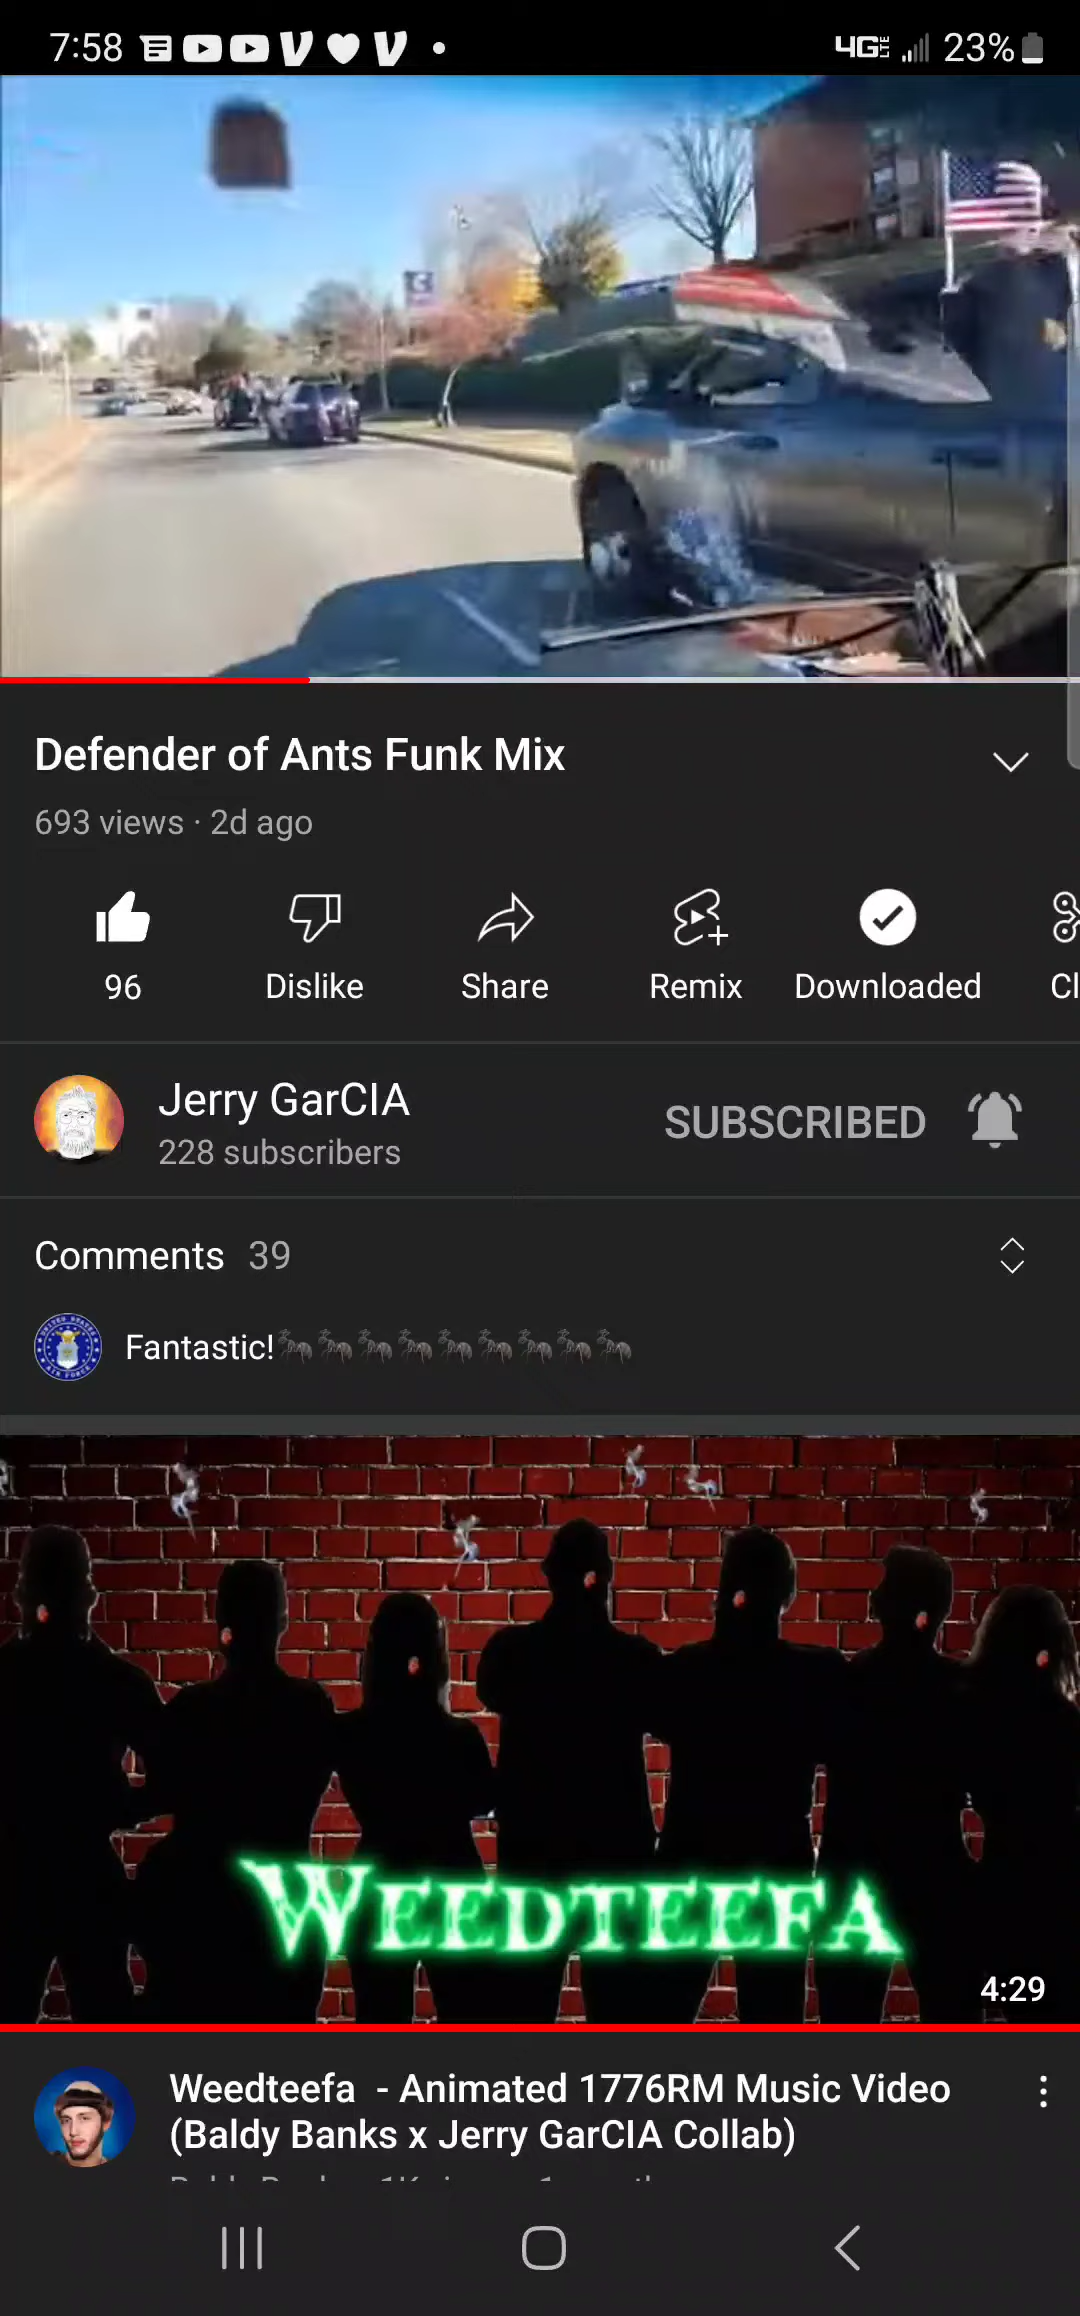 7:58
4G LTE 23%
Defender of Ants Funk Mix
693 views · 2d ago
96 Dislike Share Remix Downloaded
Jerry GarCIA
228 subscribers
SUBSCRIBED
Comments 39
Fantastic!🐜🐜🐜🐜🐜🐜🐜🐜🐜
WEEDTEEFA
4:29
Weedteefa - Animated 1776RM Music Video
(Baldy Banks x Jerry GarCIA Collab)